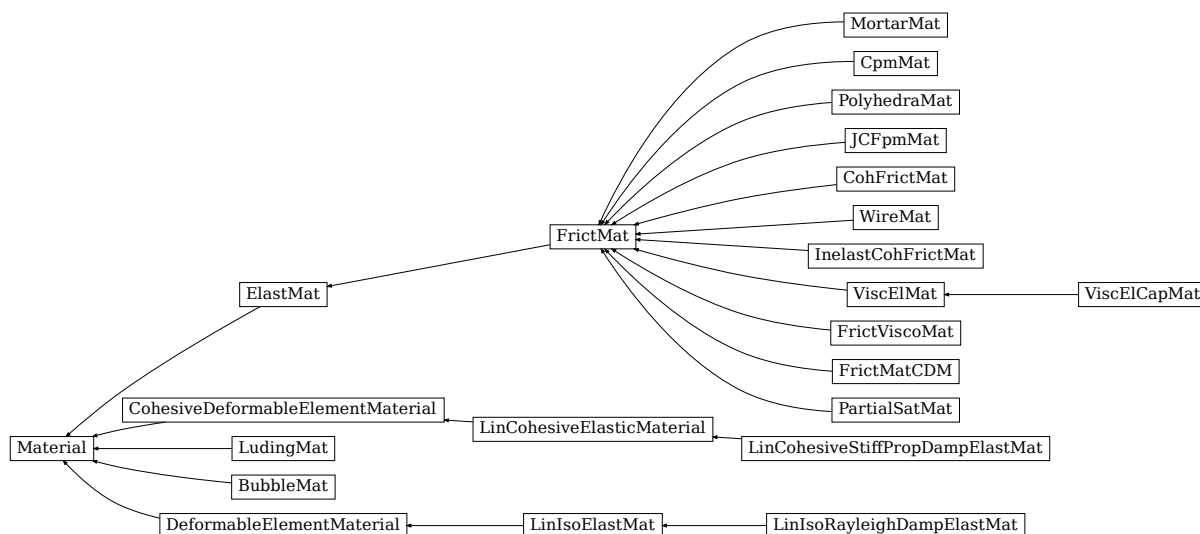 MortarMat
CpmMat
PolyhedraMat
JCFpmMat
CohFrictMat
WireMat
FrictMat
InelastCohFrictMat
ElastMat
ViscElMat
ViscElCapMat
FrictViscoMat
FrictMatCDM
CohesiveDeformableElementMaterial
PartialSatMat
LinCohesiveElasticMaterial
Material
LudingMat
LinCohesiveStiffPropDampElastMat
BubbleMat
DeformableElementMaterial
LinIsoElastMat
LinIsoRayleighDampElastMat